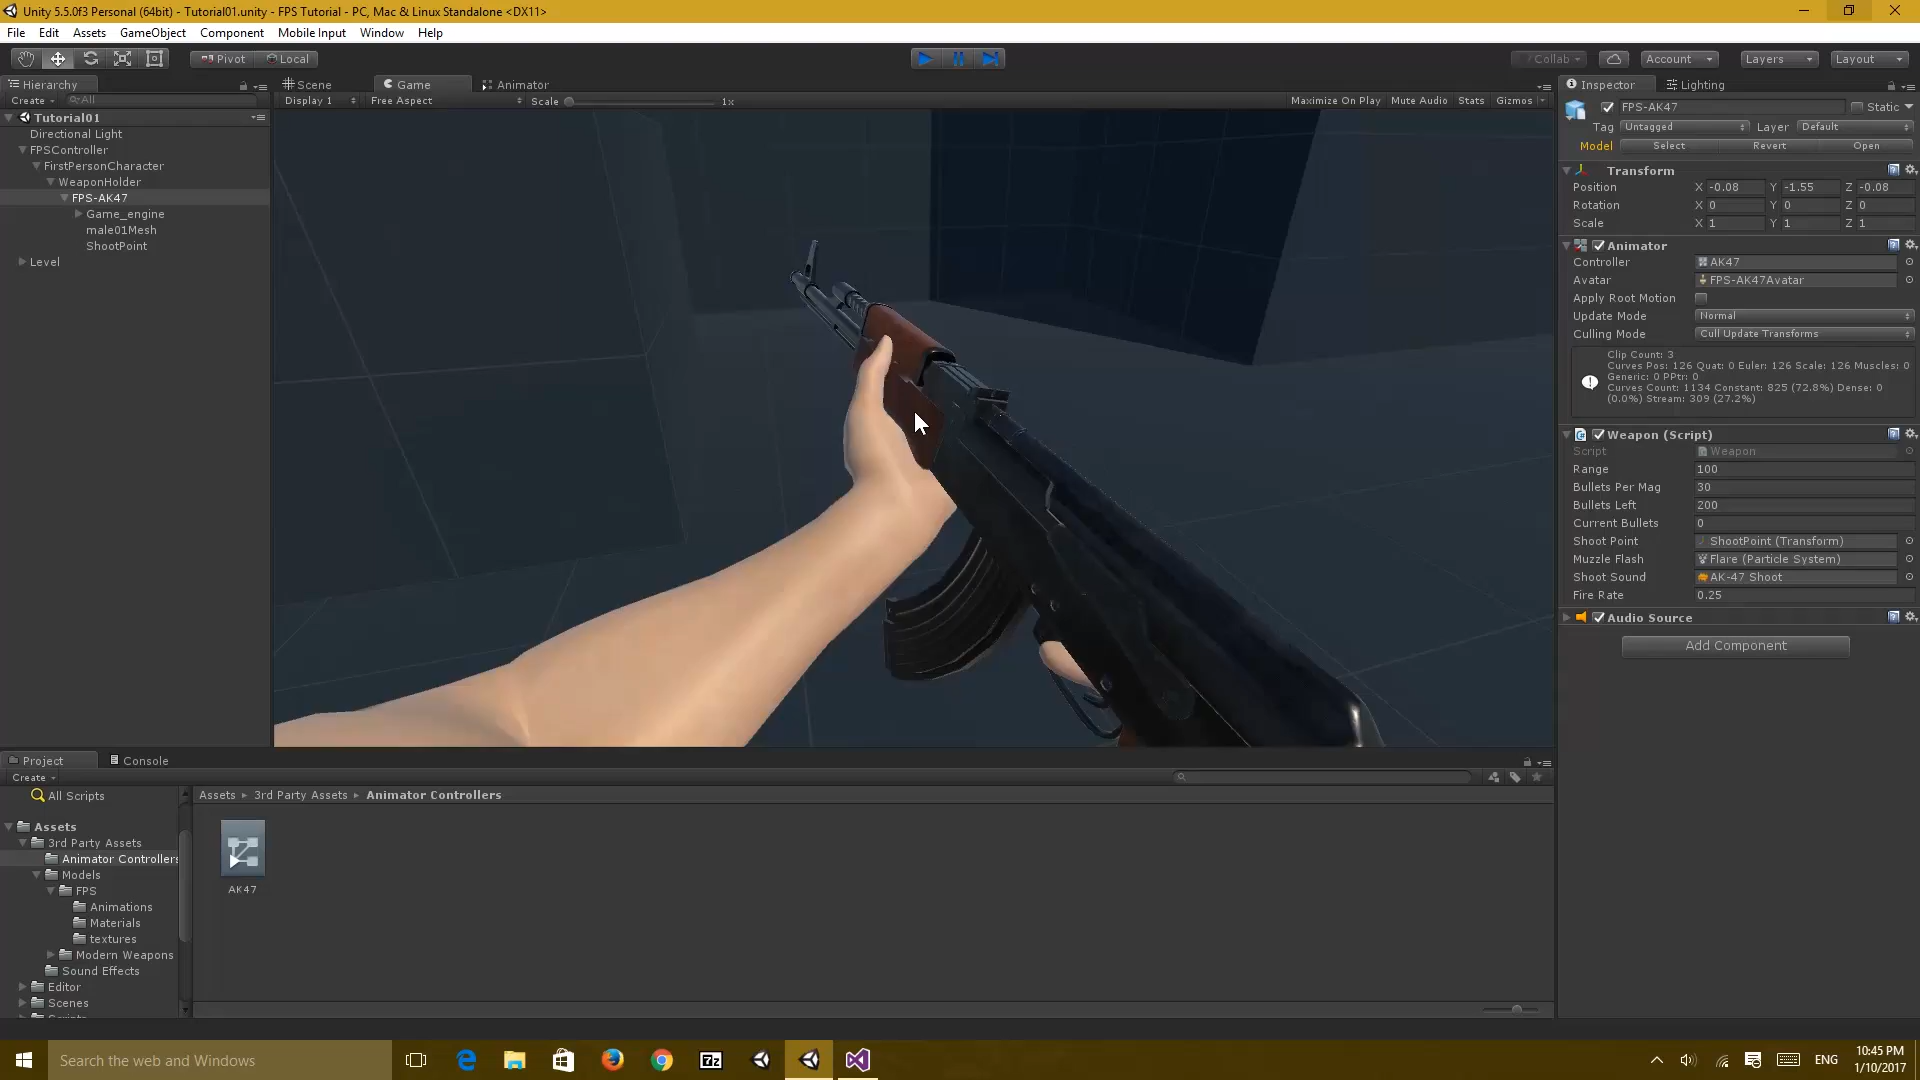 Unity 5.5.0f3 Personal (64bit) - Tutorial01.unity - FPS Tutorial - PC, Mac & Linux Standalone <DX11>
File Edit Assets GameObject Component Mobile Input Window Help
Pivot Local Collab Account Layers Layout
Hierarchy
Create All
Tutorial01
Directional Light
FPSController
FirstPersonCharacter
WeaponHolder
FPS-AK47
Game_engine
male01Mesh
ShootPoint
Level
Scene Game Animator
Display 1 Free Aspect Scale 1x Maximize On Play Mute Audio Stats Gizmos
Inspector Lighting
FPS-AK47 Static
Tag Untagged Layer Default
Model Select Revert Open
Transform
Position X -0.08 Y -1.55 Z -0.08
Rotation X 0 Y 0 Z 0
Scale X 1 Y 1 Z 1
Animator
Controller AK47
Avatar FPS-AK47Avatar
Apply Root Motion
Update Mode Normal
Culling Mode Cull Update Transforms
Clip Count: 3
Curves Pos: 126 Quat: 0 Euler: 126 Scale: 126 Muscles: 0
Generic: 0 PPtr: 0
Curves Count: 1134 Constant: 825 (72.8%) Dense: 0
(0.0%) Stream: 309 (27.2%)
Weapon (Script)
Script Weapon
Range 100
Bullets Per Mag 30
Bullets Left 200
Current Bullets 0
Shoot Point ShootPoint (Transform)
Muzzle Flash Flare (Particle System)
Shoot Sound AK-47 Shoot
Fire Rate 0.25
Audio Source
Add Component
Project Console
Create
All Scripts
Assets
3rd Party Assets
Animator Controllers
Models
FPS
Animations
Materials
textures
Modern Weapons
Sound Effects
Editor
Scenes
Assets ▸ 3rd Party Assets ▸ Animator Controllers
AK47
Search the web and Windows
7z
ENG
10:45 PM
1/10/2017